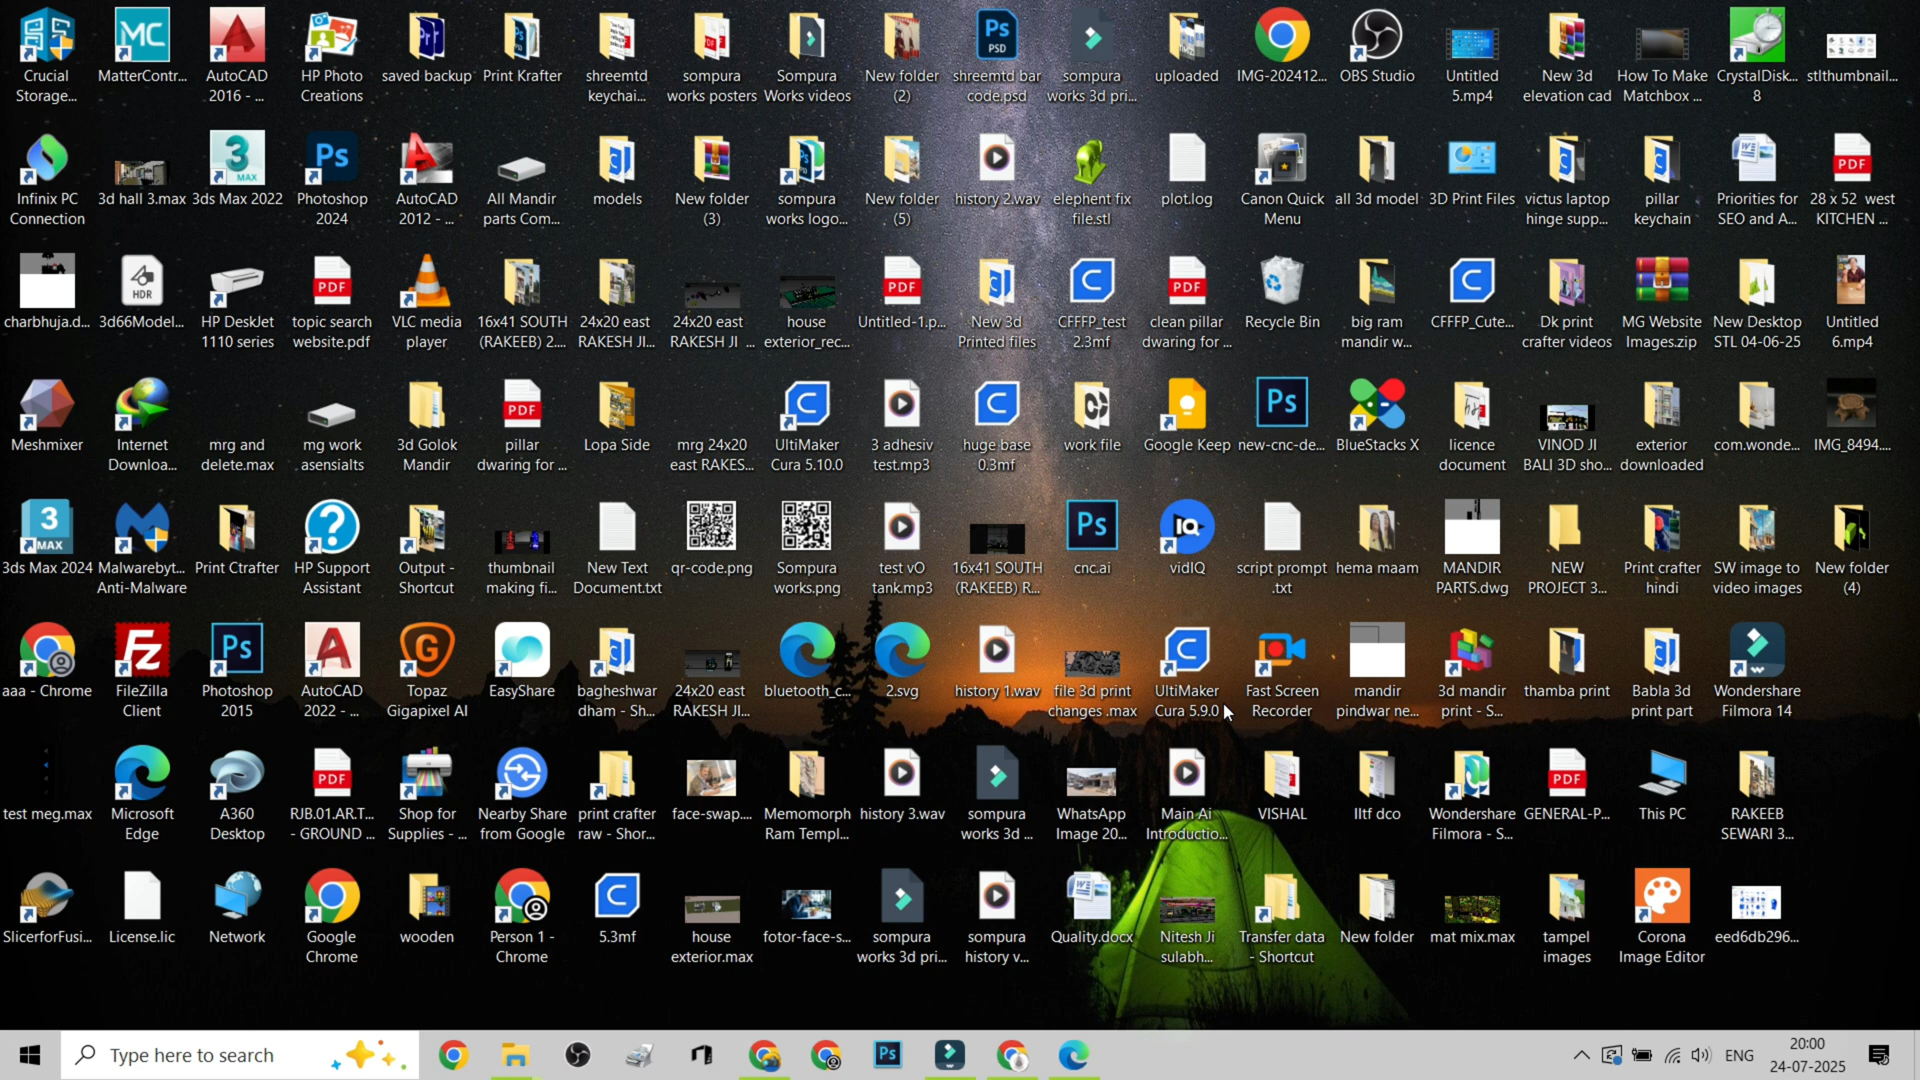 Crucial
Storage...
MatterContr...
AutoCAD
2016 - ...
HP Photo
Creations
saved backup
Print Krafter
shreemtd
keychai...
sompura
works posters
Sompura
Works videos
New folder
(2)
shreemtd bar
code.psd
sompura
works 3d pri...
uploaded
IMG-202412...
OBS Studio
Untitled
5.mp4
New 3d
elevation cad
How To Make
Matchbox ...
CrystalDisk...
8
stlthumbnail...
Infinix PC
Connection
3d hall 3.max
3ds Max 2022
Photoshop
2024
AutoCAD
2012 - ...
All Mandir
parts Com...
models
New folder
(3)
sompura
works logo...
New folder
(5)
history 2.wav
elephent fix
file.stl
plot.log
Canon Quick
Menu
all 3d model
3D Print Files
victus laptop
hinge supp...
pillar
keychain
Priorities for
SEO and A...
28 x 52 west
KITCHEN ...
charbhuja.d...
3d66Model...
HP DeskJet
1110 series
topic search
website.pdf
VLC media
player
16x41 SOUTH
(RAKEEB) 2....
24x20 east
RAKESH JI...
24x20 east
RAKESH JI ...
house
exterior_rec...
Untitled-1.p...
New 3d
Printed files
CFFFP_test
2.3mf
clean pillar
dwaring for ...
Recycle Bin
big ram
mandir w...
CFFFP_Cute...
Dk print
crafter videos
MG Website
Images.zip
New Desktop
STL 04-06-25
Untitled
6.mp4
Meshmixer
Internet
Downloa...
mrg and
delete.max
mg work
asensialts
3d Golok
Mandir
pillar
dwaring for ...
Lopa Side
mrg 24x20
east RAKES...
UltiMaker
Cura 5.10.0
3 adhesiv
test.mp3
huge base
0.3mf
work file
Google Keep
new-cnc-de...
BlueStacks X
licence
document
VINOD JI
BALI 3D sho...
exterior
downloaded
com.wonde...
IMG_8494....
3ds Max 2024
Malwarebyt...
Anti-Malware
Print Ctrafter
HP Support
Assistant
Output -
Shortcut
thumbnail
making fi...
New Text
Document.txt
qr-code.png
Sompura
works.png
test vO
tank.mp3
16x41 SOUTH
(RAKEEB) R...
cnc.ai
vidIQ
script prompt
.txt
hema maam
MANDIR
PARTS.dwg
NEW
PROJECT 3...
Print crafter
hindi
SW image to
video images
New folder
(4)
aaa - Chrome
FileZilla
Client
Photoshop
2015
AutoCAD
2022 - ...
Topaz
Gigapixel AI
EasyShare
bagheshwar
dham - Sh...
24x20 east
RAKESH JI...
bluetooth_c...
2.svg
history 1.wav
file 3d print
changes .max
UltiMaker
Cura 5.9.0
Fast Screen
Recorder
mandir
pindwar ne...
3d mandir
print - S...
thamba print
Babla 3d
print part
Wondershare
Filmora 14
test meg.max
Microsoft
Edge
A360
Desktop
RJB.01.AR.T...
- GROUND ...
Shop for
Supplies - ...
Nearby Share
from Google
print crafter
raw - Shor...
face-swap....
Memomorph
Ram Templ...
history 3.wav
sompura
works 3d ...
WhatsApp
Image 20...
Main Ai
Introductio...
VISHAL
Iltf dco
Wondershare
Filmora - S...
GENERAL-P...
This PC
RAKEEB
SEWARI 3...
SlicerforFusi...
License.lic
Network
Google
Chrome
wooden
Person 1 -
Chrome
5.3mf
house
exterior.max
fotor-face-s...
sompura
works 3d pri...
sompura
history v...
Quality.docx
Nitesh Ji
sulabh...
Transfer data
- Shortcut
New folder
mat mix.max
tampel
images
Corona
Image Editor
eed6db296...
Type here to search
ENG
20:00
24-07-2025